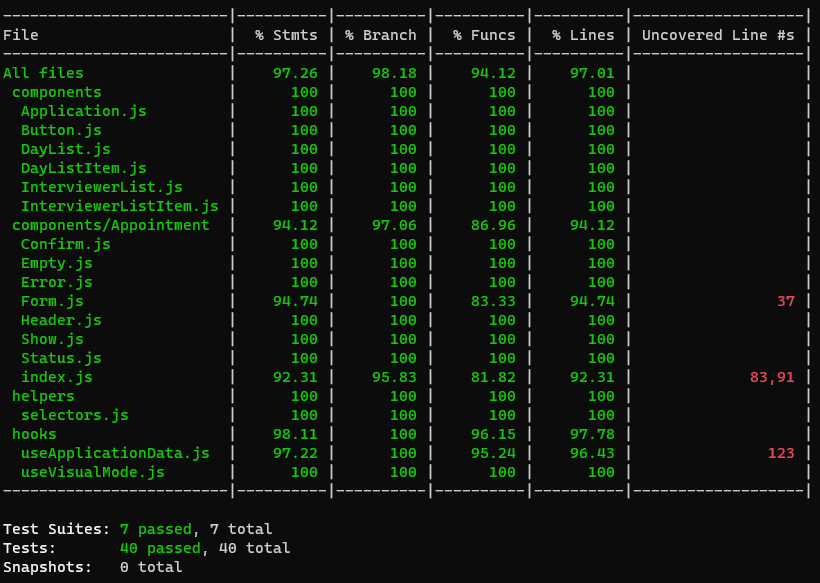 -------------------------|----------|----------|----------|----------|-------------------|
File                     |  % Stmts | % Branch |  % Funcs |  % Lines | Uncovered Line #s |
-------------------------|----------|----------|----------|----------|-------------------|
All files                |    97.26 |    98.18 |    94.12 |    97.01 |                   |
 components              |      100 |      100 |      100 |      100 |                   |
  Application.js         |      100 |      100 |      100 |      100 |                   |
  Button.js              |      100 |      100 |      100 |      100 |                   |
  DayList.js             |      100 |      100 |      100 |      100 |                   |
  DayListItem.js         |      100 |      100 |      100 |      100 |                   |
  InterviewerList.js     |      100 |      100 |      100 |      100 |                   |
  InterviewerListItem.js |      100 |      100 |      100 |      100 |                   |
 components/Appointment  |    94.12 |    97.06 |    86.96 |    94.12 |                   |
  Confirm.js             |      100 |      100 |      100 |      100 |                   |
  Empty.js               |      100 |      100 |      100 |      100 |                   |
  Error.js               |      100 |      100 |      100 |      100 |                   |
  Form.js                |    94.74 |      100 |    83.33 |    94.74 |                37 |
  Header.js              |      100 |      100 |      100 |      100 |                   |
  Show.js                |      100 |      100 |      100 |      100 |                   |
  Status.js              |      100 |      100 |      100 |      100 |                   |
  index.js               |    92.31 |    95.83 |    81.82 |    92.31 |             83,91 |
 helpers                 |      100 |      100 |      100 |      100 |                   |
  selectors.js           |      100 |      100 |      100 |      100 |                   |
 hooks                   |    98.11 |      100 |    96.15 |    97.78 |                   |
  useApplicationData.js  |    97.22 |      100 |    95.24 |    96.43 |               123 |
  useVisualMode.js       |      100 |      100 |      100 |      100 |                   |
-------------------------|----------|----------|----------|----------|-------------------|
Test Suites: 7 passed, 7 total
Tests:       40 passed, 40 total
Snapshots:   0 total